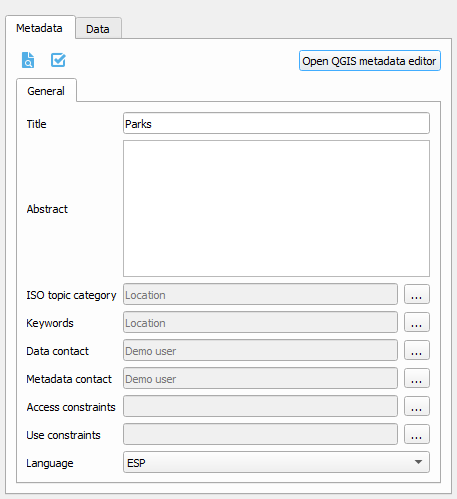 Metadata
Data
Open QGIS metadata editor
General
Title
Parks
Abstract
ISO topic category
Location
...
Keywords
Location
...
Data contact
Demo user
...
Metadata contact
Demo user
...
Access constraints
...
Use constraints
...
Language
ESP